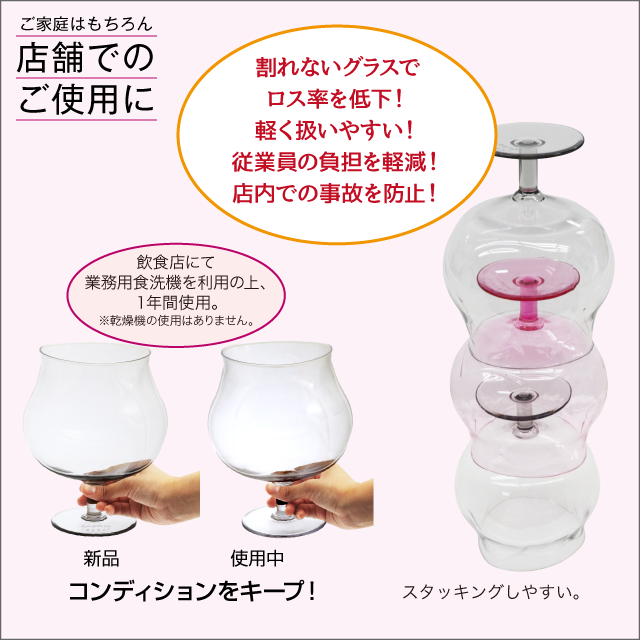 ご家庭はもちろん
店舗での
ご使用に
割れないグラスで
ロス率を低下！
軽く扱いやすい！
従業員の負担を軽減！
店内での事故を防止！
飲食店にて
業務用食洗機を利用の上、
1年間使用。
※乾燥機の使用はありません。
新品
使用中
コンディションをキープ！
スタッキングしやすい。